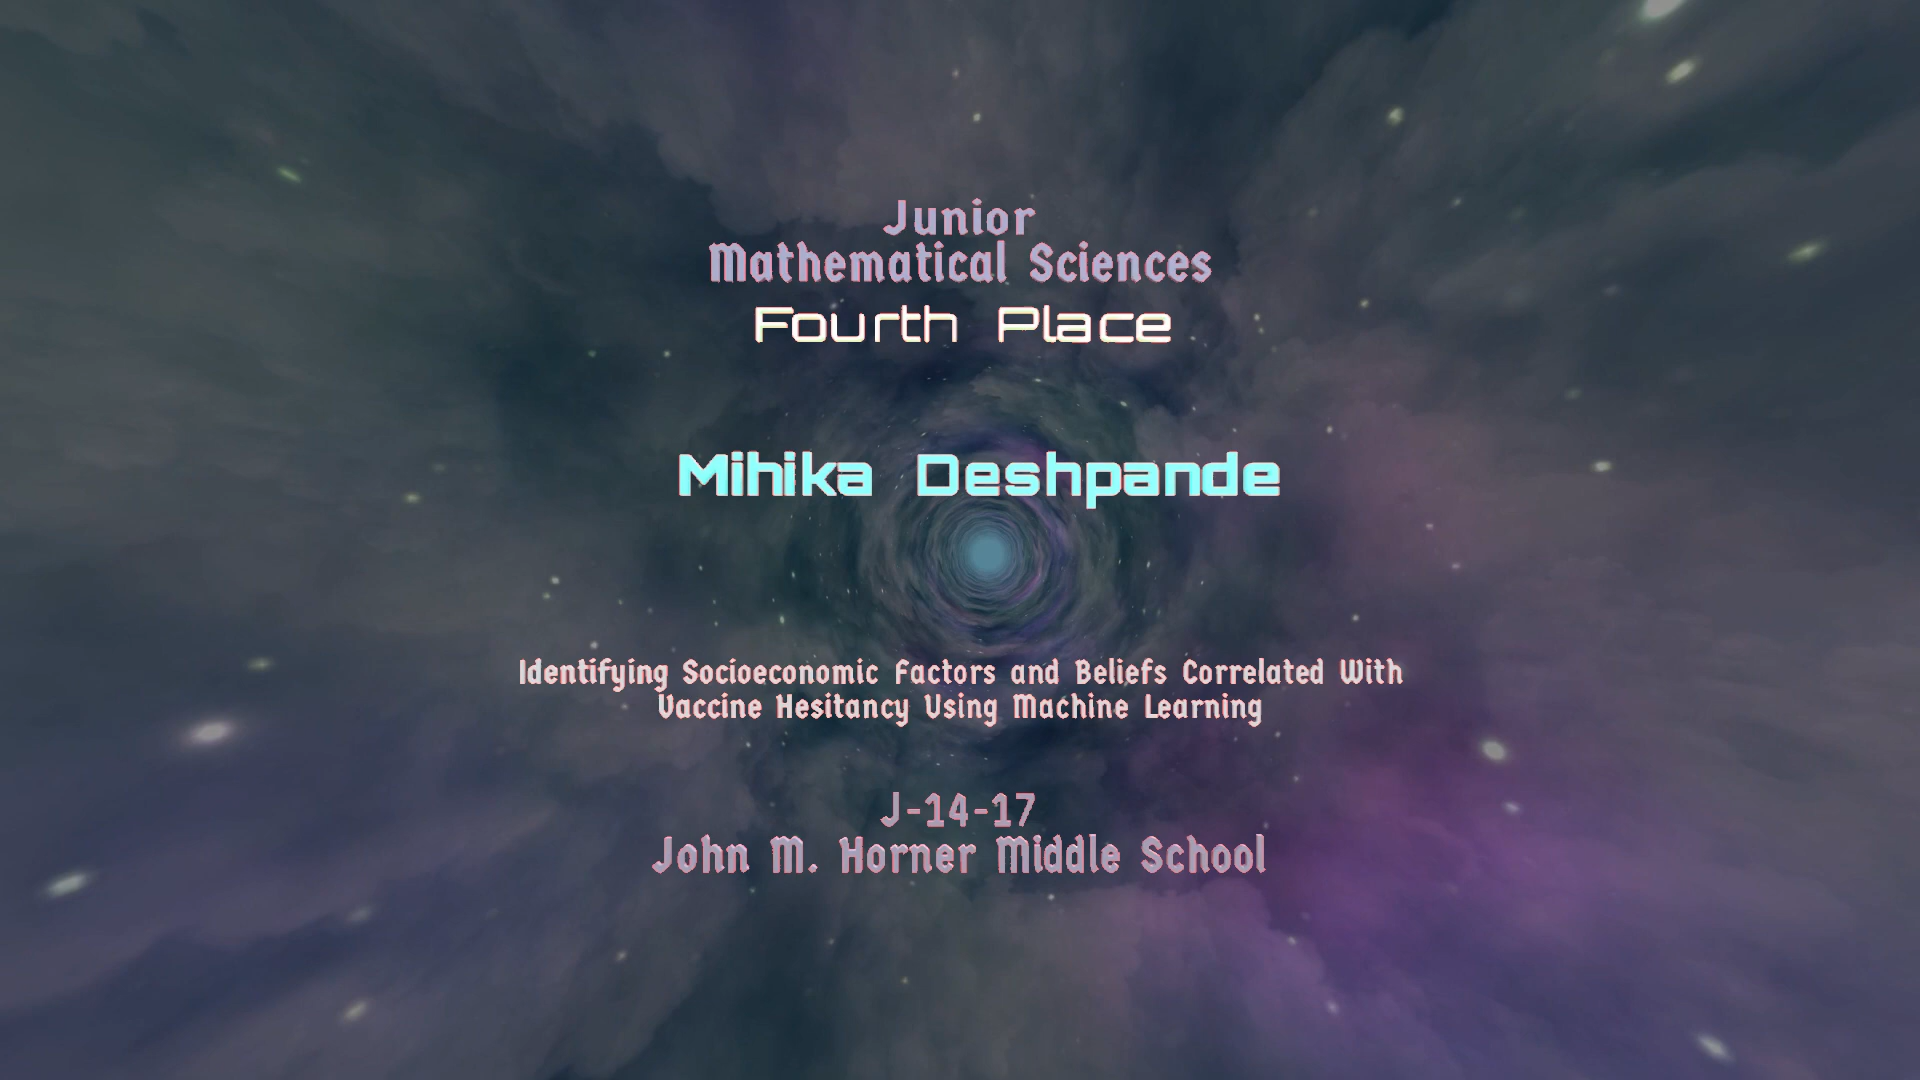 Junior
Mathematical Sciences
Fourth Place
Mihika Deshpande
Identifying Socioeconomic Factors and Beliefs Correlated With
Vaccine Hesitancy Using Machine Learning
J-14-17
John M. Horner Middle School